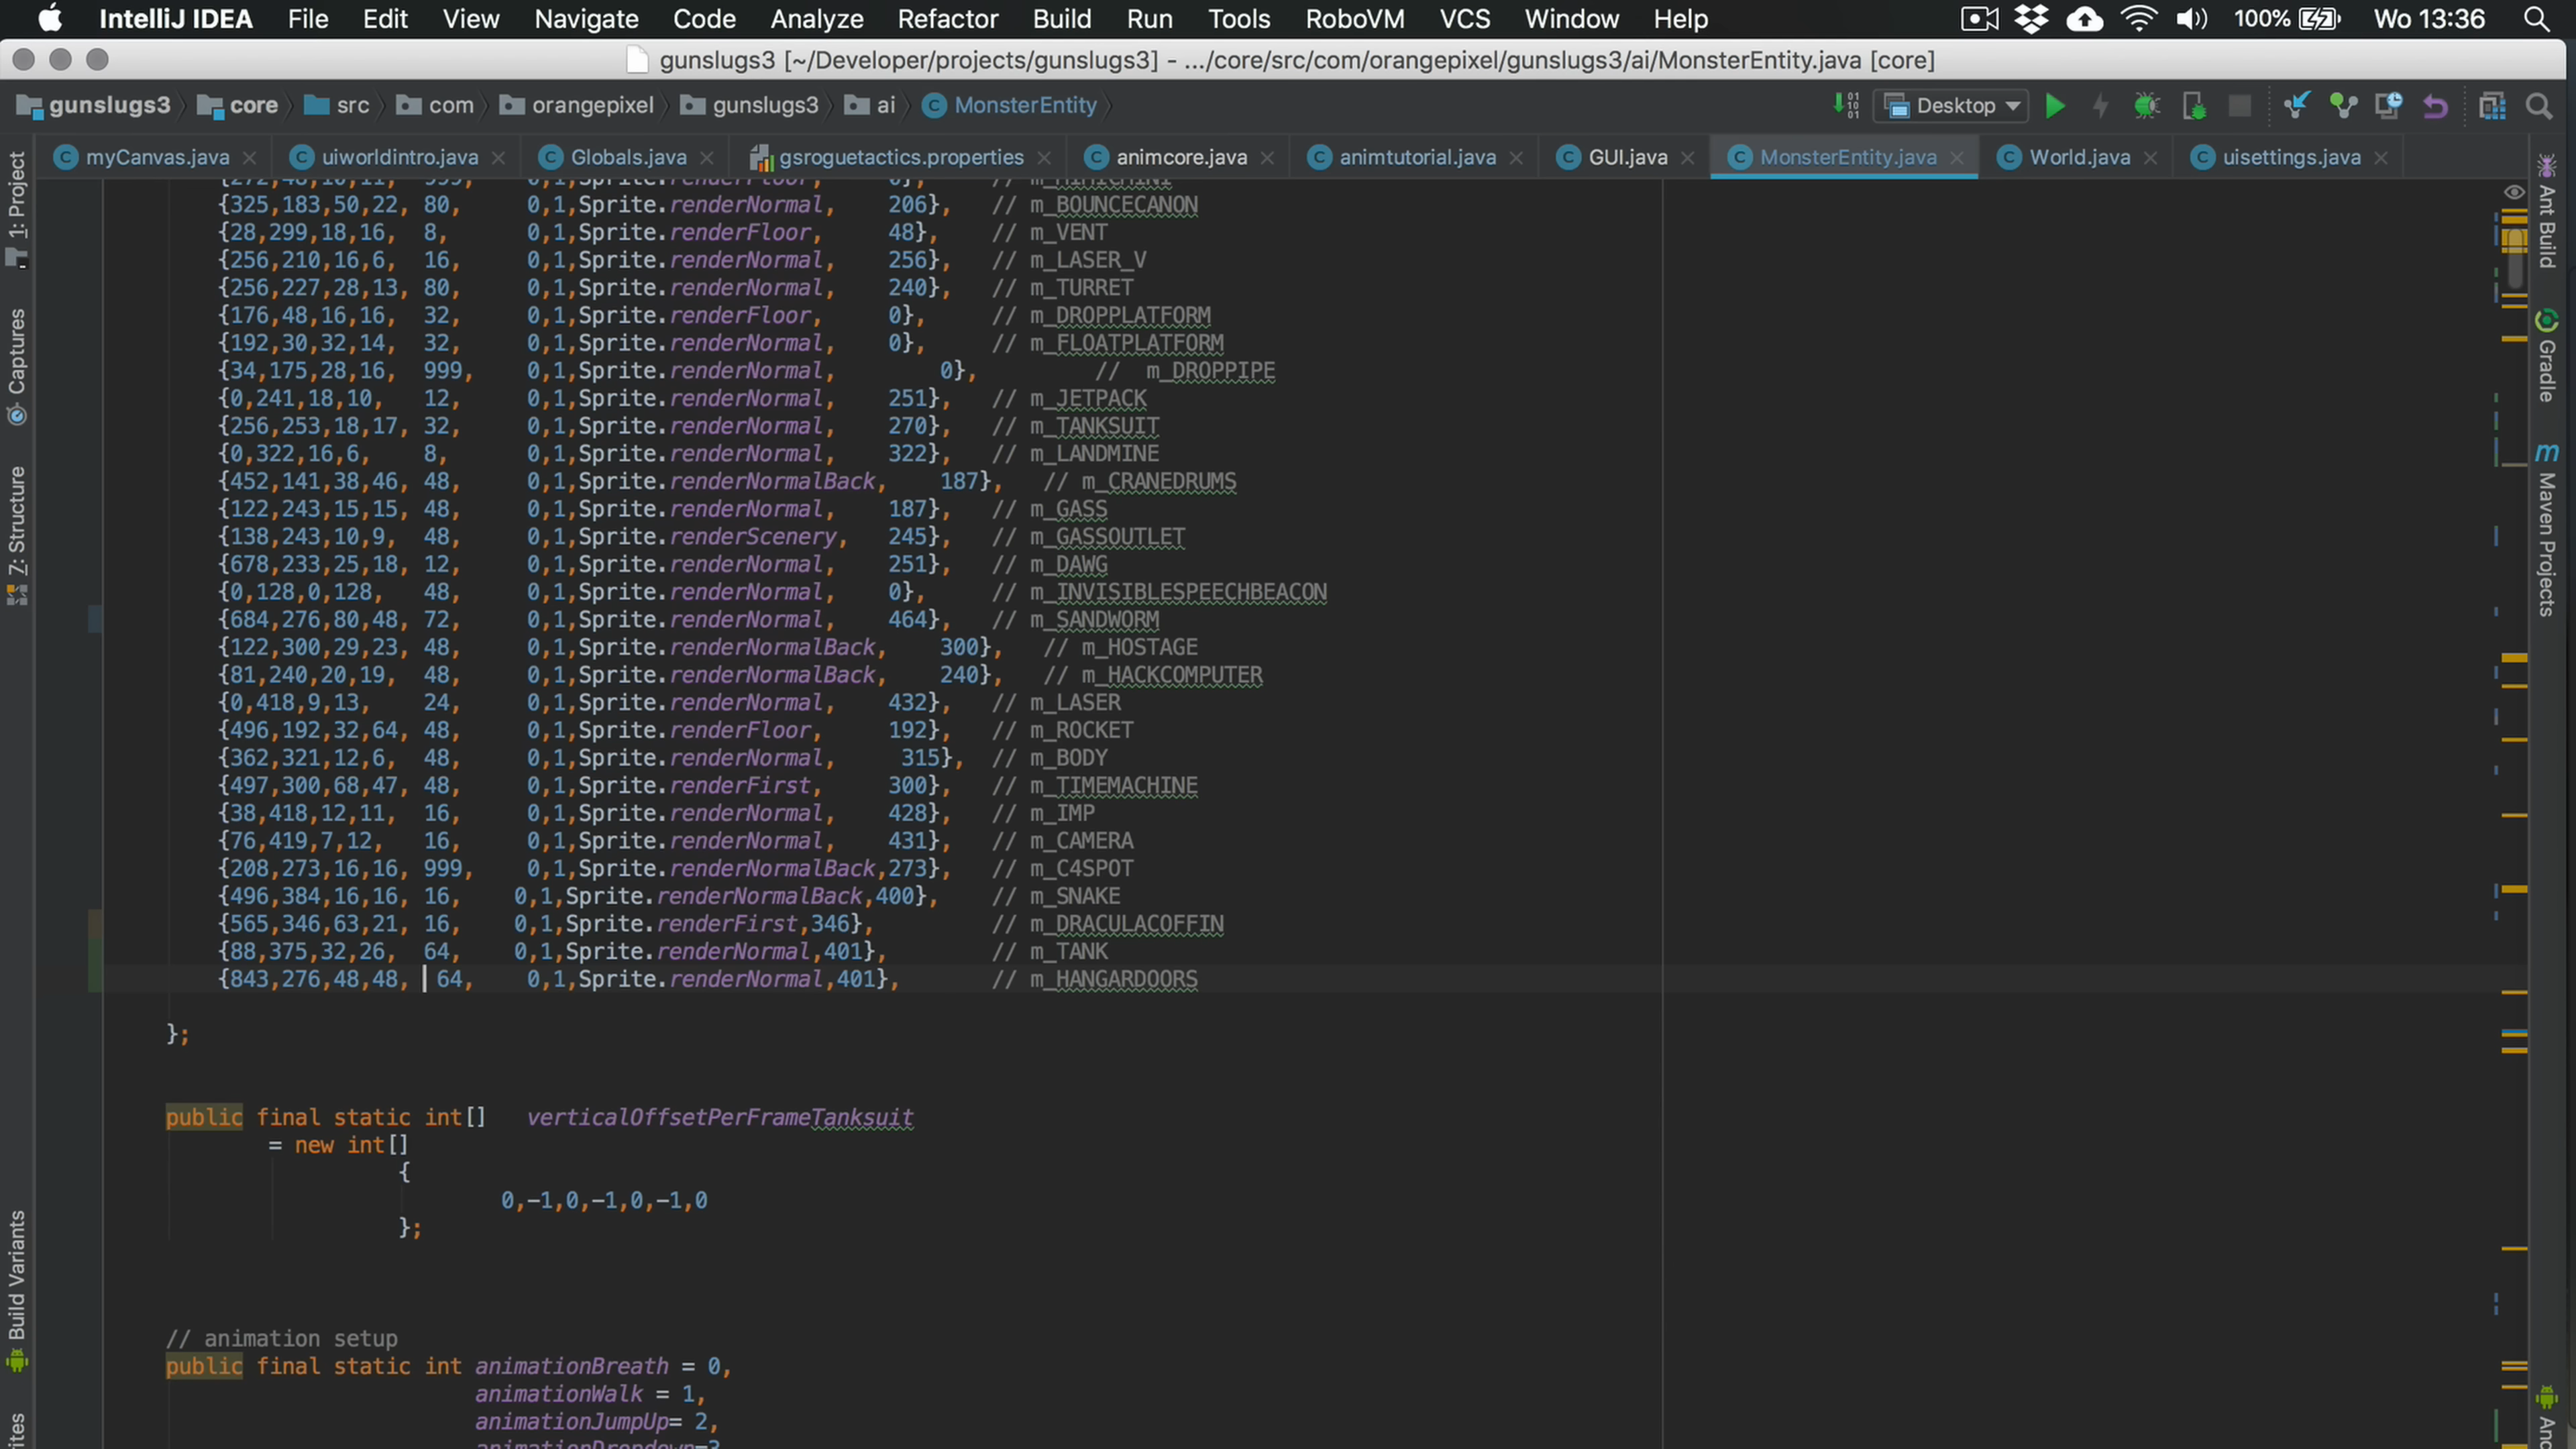 IntelliJ IDEA File Edit View Navigate Code Analyze Refactor Build Run Tools RoboVM VCS Window Help 100% Wo 13:36
gunslugs3 [~/Developer/projects/gunslugs3] - .../core/src/com/orangepixel/gunslugs3/ai/MonsterEntity.java [core]
gunslugs3 core src com orangepixel gunslugs3 ai MonsterEntity Desktop
myCanvas.java uiworldintro.java Globals.java gsroguetactics.properties animcore.java animtutorial.java GUI.java MonsterEntity.java World.java uisettings.java
1: Project
Captures
7: Structure
Build Variants
Ant Build
Gradle
Maven Projects
{325,183,50,22, 80, 0,1,Sprite.renderNormal, 206}, // m_BOUNCECANON
{28,299,18,16, 8, 0,1,Sprite.renderFloor, 48}, // m_VENT
{256,210,16,6, 16, 0,1,Sprite.renderNormal, 256}, // m_LASER_V
{256,227,28,13, 80, 0,1,Sprite.renderNormal, 240}, // m_TURRET
{176,48,16,16, 32, 0,1,Sprite.renderFloor, 0}, // m_DROPPLATFORM
{192,30,32,14, 32, 0,1,Sprite.renderNormal, 0}, // m_FLOATPLATFORM
{34,175,28,16, 999, 0,1,Sprite.renderNormal, 0}, // m_DROPPIPE
{0,241,18,10, 12, 0,1,Sprite.renderNormal, 251}, // m_JETPACK
{256,253,18,17, 32, 0,1,Sprite.renderNormal, 270}, // m_TANKSUIT
{0,322,16,6, 8, 0,1,Sprite.renderNormal, 322}, // m_LANDMINE
{452,141,38,46, 48, 0,1,Sprite.renderNormalBack, 187}, // m_CRANEDRUMS
{122,243,15,15, 48, 0,1,Sprite.renderNormal, 187}, // m_GASS
{138,243,10,9, 48, 0,1,Sprite.renderScenery, 245}, // m_GASSOUTLET
{678,233,25,18, 12, 0,1,Sprite.renderNormal, 251}, // m_DAWG
{0,128,0,128, 48, 0,1,Sprite.renderNormal, 0}, // m_INVISIBLESPEECHBEACON
{684,276,80,48, 72, 0,1,Sprite.renderNormal, 464}, // m_SANDWORM
{122,300,29,23, 48, 0,1,Sprite.renderNormalBack, 300}, // m_HOSTAGE
{81,240,20,19, 48, 0,1,Sprite.renderNormalBack, 240}, // m_HACKCOMPUTER
{0,418,9,13, 24, 0,1,Sprite.renderNormal, 432}, // m_LASER
{496,192,32,64, 48, 0,1,Sprite.renderFloor, 192}, // m_ROCKET
{362,321,12,6, 48, 0,1,Sprite.renderNormal, 315}, // m_BODY
{497,300,68,47, 48, 0,1,Sprite.renderFirst, 300}, // m_TIMEMACHINE
{38,418,12,11, 16, 0,1,Sprite.renderNormal, 428}, // m_IMP
{76,419,7,12, 16, 0,1,Sprite.renderNormal, 431}, // m_CAMERA
{208,273,16,16, 999, 0,1,Sprite.renderNormalBack,273}, // m_C4SPOT
{496,384,16,16, 16, 0,1,Sprite.renderNormalBack,400}, // m_SNAKE
{565,346,63,21, 16, 0,1,Sprite.renderFirst,346}, // m_DRACULACOFFIN
{88,375,32,26, 64, 0,1,Sprite.renderNormal,401}, // m_TANK
{843,276,48,48, 64, 0,1,Sprite.renderNormal,401}, // m_HANGARDOORS
};
public final static int[] verticalOffsetPerFrameTanksuit
= new int[]
{
0,-1,0,-1,0,-1,0
};
// animation setup
public final static int animationBreath = 0,
animationWalk = 1,
animationJumpUp= 2,